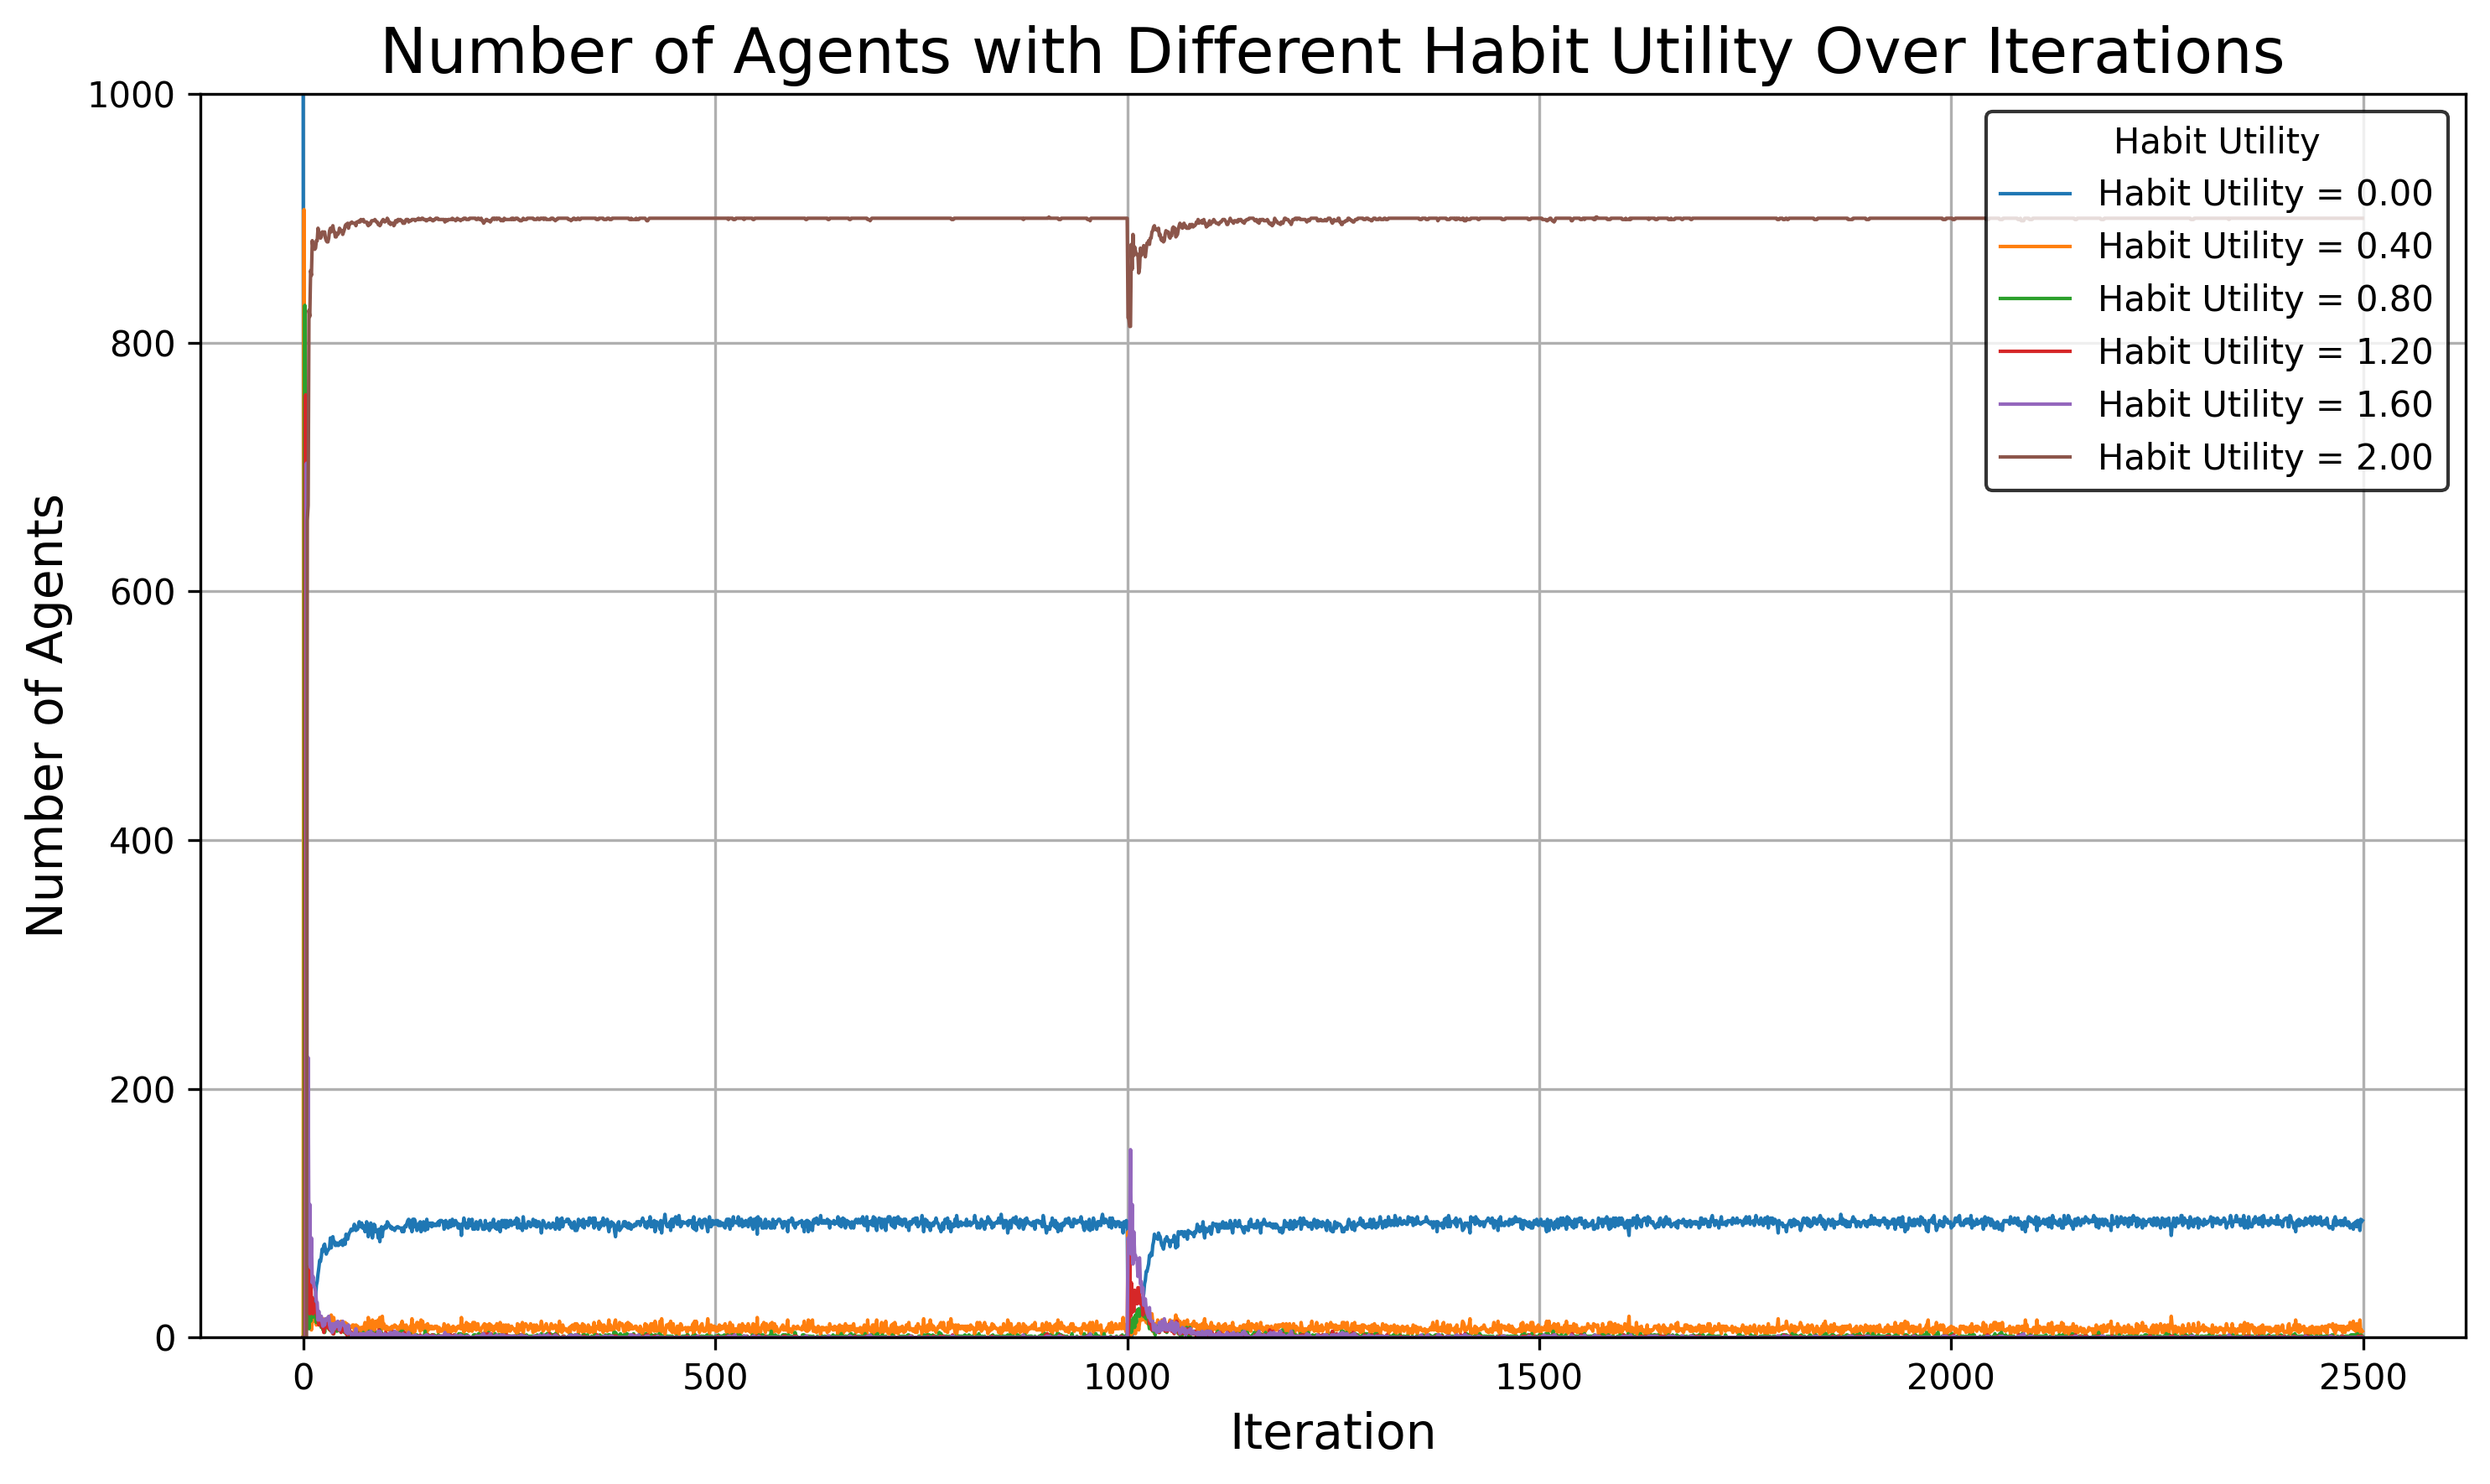 Number of Agents with Different Habit Utility Over Iterations
Number of Agents
1000
800
600
400
200
0
Habit Utility
Habit Utility = 0.00
Habit Utility = 0.40
Habit Utility = 0.80
Habit Utility = 1.20
Habit Utility = 1.60
Habit Utility = 2.00
0 500 1000 1500 2000 2500
Iteration